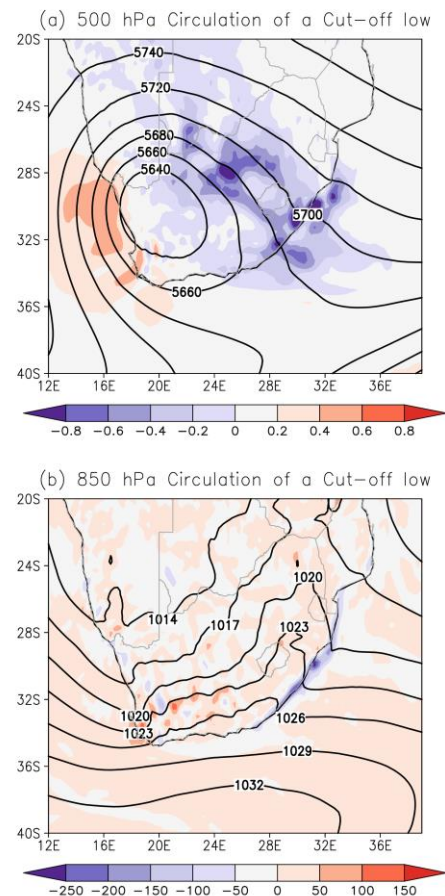 (a) 500 hPa Circulation of a Cut-off low
20S
5740
5720
24S
5680
5660
28S
5640
5700
32S
5660
36S
40S
12E 16E 20E 24E 28E 32E 36E
-0.8 -0.6 -0.4 -0.2 0 0.2 0.4 0.6 0.8
(b) 850 hPa Circulation of a Cut-off low
20S
24S
1020
1014
1017
28S
1023
32S
1020
1026
1023
1029
36S
1032
40S
12E 16E 20E 24E 28E 32E 36E
-250 -200 -150 -100 -50 0 50 100 150